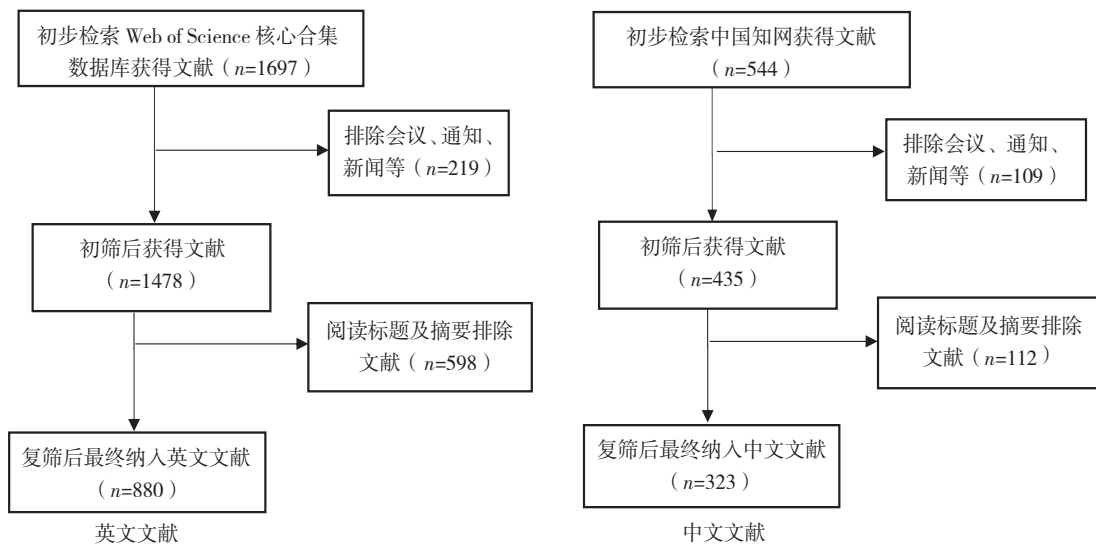 初步检索 Web of Science 核心合集
数据库获得文献（n=1697）
排除会议、通知、
新闻等（n=219）
初筛后获得文献
（n=1478）
阅读标题及摘要排除
文献（n=598）
复筛后最终纳入英文文献
（n=880）
英文文献
初步检索中国知网获得文献
（n=544）
排除会议、通知、
新闻等（n=109）
初筛后获得文献
（n=435）
阅读标题及摘要排除
文献（n=112）
复筛后最终纳入中文文献
（n=323）
中文文献